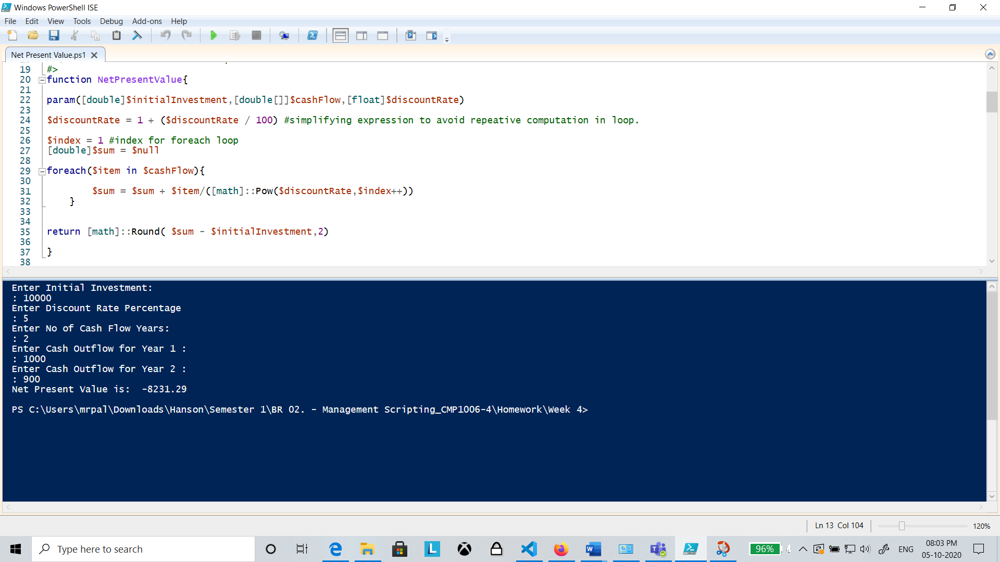 Windows PowerShell ISE
File Edit View Tools Debug Add-ons Help
Net Present Value.ps1
19 #>
20 function NetPresentValue{
21
22 param([double]$initialInvestment,[double[]]$cashFlow,[float]$discountRate)
23
24 $discountRate = 1 + ($discountRate / 100) #simplifying expression to avoid repeative computation in loop.
25
26 $index = 1 #index for foreach loop
27 [double]$sum = $null
28
29 foreach($item in $cashFlow){
30
31 $sum = $sum + $item/([math]::Pow($discountRate,$index++))
32 }
33
34
35 return [math]::Round( $sum - $initialInvestment,2)
36
37 }
38
Enter Initial Investment:
: 10000
Enter Discount Rate Percentage
: 5
Enter No of Cash Flow Years:
: 2
Enter Cash Outflow for Year 1 :
: 1000
Enter Cash Outflow for Year 2 :
: 900
Net Present Value is:  -8231.29
PS C:\Users\mrpal\Downloads\Hanson\Semester 1\BR 02. - Management Scripting_CMP1006-4\Homework\Week 4>
Ln 13 Col 104
120%
Type here to search
96%
ENG
08:03 PM
05-10-2020